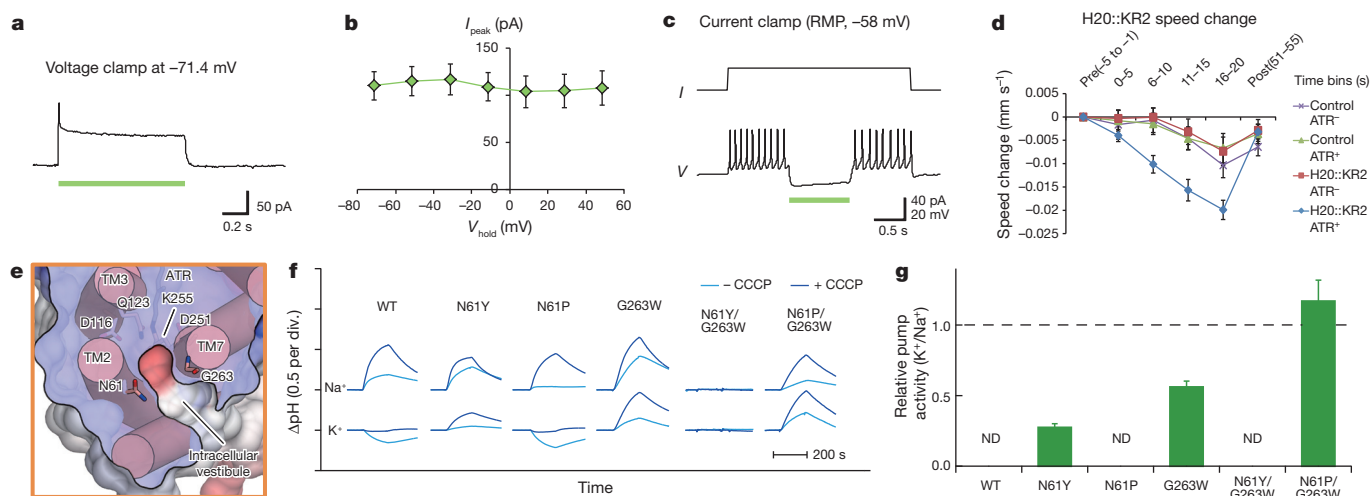 a
Voltage clamp at –71.4 mV
50 pA
0.2 s
b
I peak (pA)
150
100
50
0
–80 –60 –40 –20 0 20 40 60
V hold (mV)
c
Current clamp (RMP, –58 mV)
I
V
40 pA
20 mV
0.5 s
d
H20::KR2 speed change
Pre(–5 to –1)
0–5
6–10
11–15
16–20
Post(51–55)
Time bins (s)
0.005
0
–0.005
–0.01
–0.015
–0.02
–0.025
Speed change (mm s⁻¹)
Control
ATR⁻
Control
ATR⁺
H20::KR2
ATR⁻
H20::KR2
ATR⁺
e
TM3
ATR
Q123
K255
D116
D251
TM2
TM7
N61
G263
Intracellular
vestibule
f
– CCCP + CCCP
WT N61Y N61P G263W N61Y/
G263W N61P/
G263W
ΔpH (0.5 per div.)
Na⁺
K⁺
200 s
Time
g
Relative pump
activity (K⁺/Na⁺)
1.0
0.5
0.0
ND ND ND
WT N61Y N61P G263W N61Y/
G263W N61P/
G263W